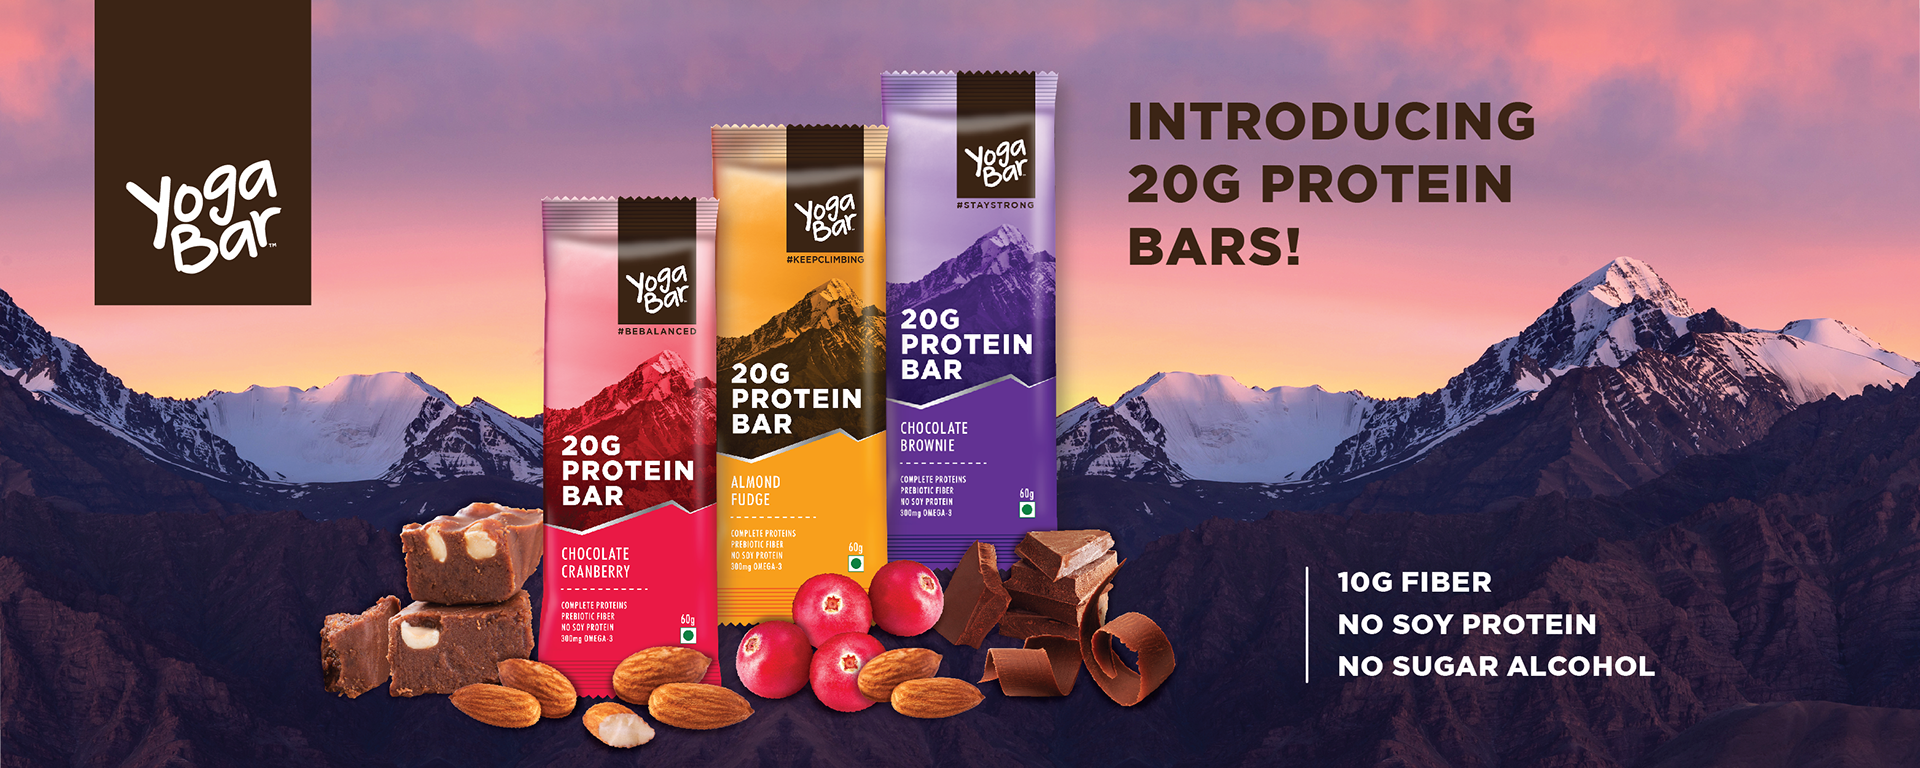 Yoga
Bar™
INTRODUCING
20G PROTEIN
BARS!
Yoga
Bar
#BEBALANCED
20G
PROTEIN
BAR
CHOCOLATE
CRANBERRY
COMPLETE PROTEINS
PREBIOTIC FIBER
NO SOY PROTEIN
300mg OMEGA-3
60g
Yoga
Bar
#KEEPCLIMBING
20G
PROTEIN
BAR
ALMOND
FUDGE
COMPLETE PROTEINS
PREBIOTIC FIBER
NO SOY PROTEIN
300mg OMEGA-3
60g
Yoga
Bar
#STAYSTRONG
20G
PROTEIN
BAR
CHOCOLATE
BROWNIE
COMPLETE PROTEINS
PREBIOTIC FIBER
NO SOY PROTEIN
300mg OMEGA-3
60g
10G FIBER
NO SOY PROTEIN
NO SUGAR ALCOHOL